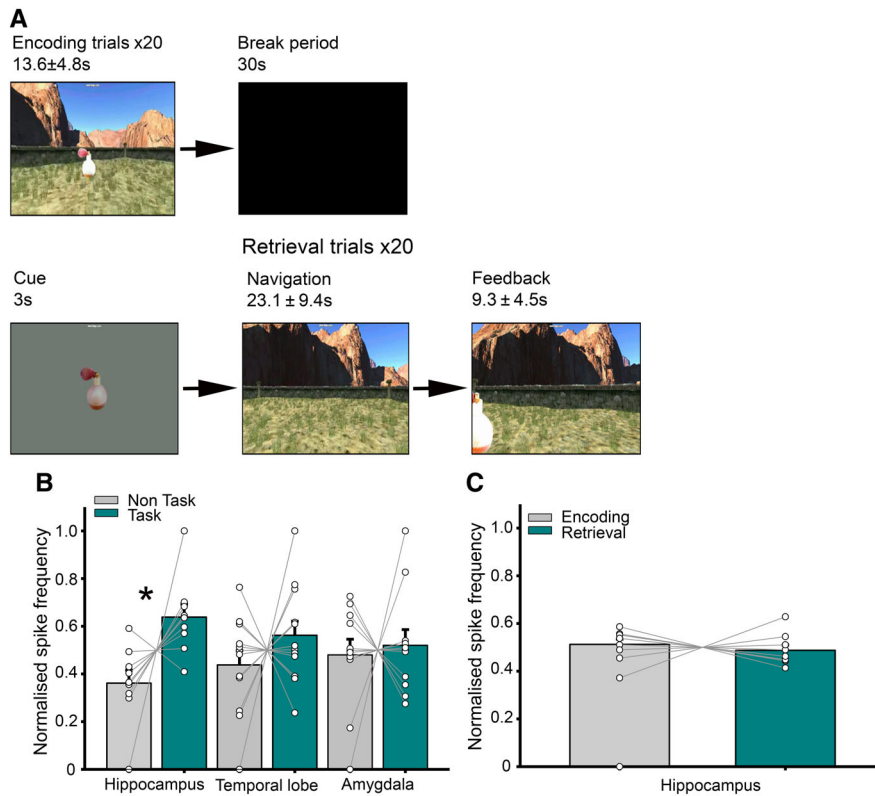 A
Encoding trials x20
13.6±4.8s
Break period
30s
Retrieval trials x20
Cue
3s
Navigation
23.1 ± 9.4s
Feedback
9.3 ± 4.5s
B
Non Task
Task
Normalised spike frequency
1.0
0.8
0.6
0.4
0.2
0
*
Hippocampus
Temporal lobe
Amygdala
C
Encoding
Retrieval
Normalised spike frequency
1.0
0.8
0.6
0.4
0.2
0
Hippocampus